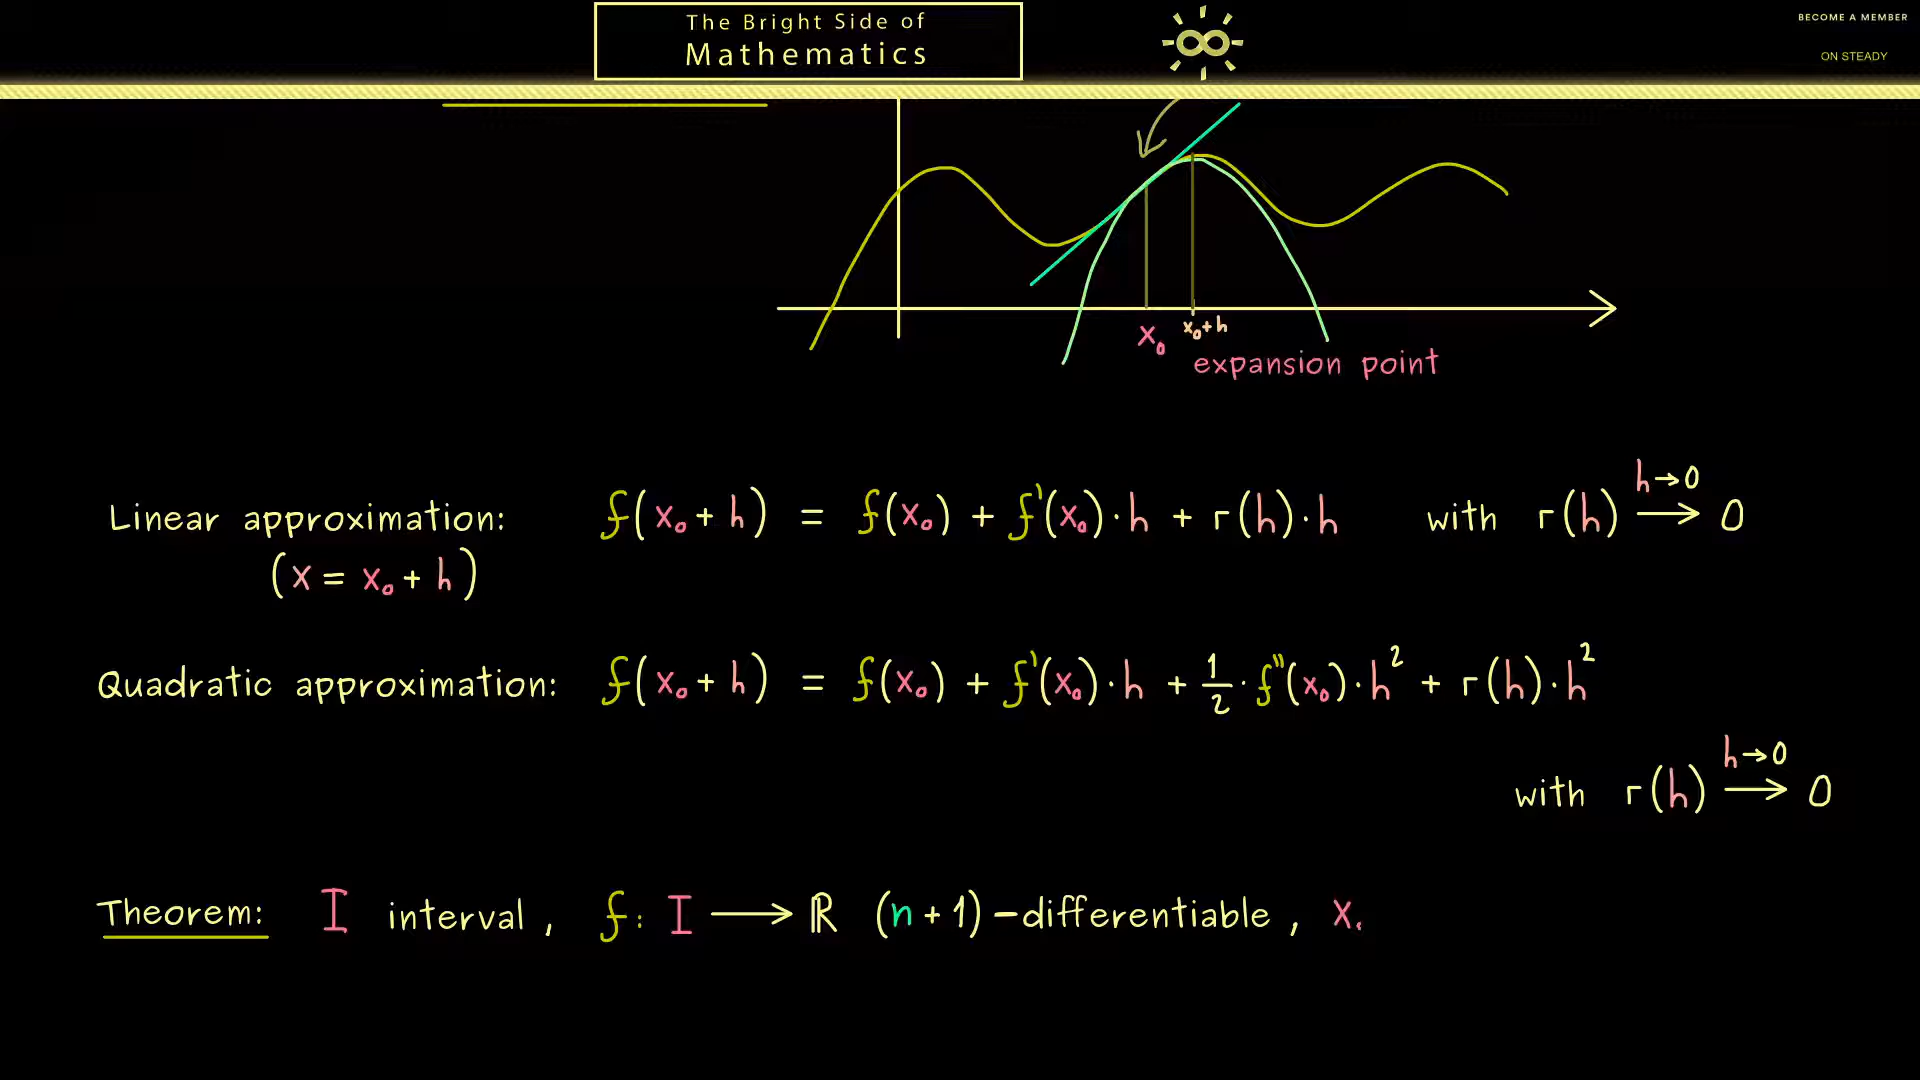 The Bright Side of
Mathematics
BECOME A MEMBER
ON STEADY
x₀ x₀+h
expansion point
Linear approximation: f(x₀+h) = f(x₀) + f'(x₀)·h + r(h)·h with r(h) →^{h→0} 0
(x = x₀ + h)
Quadratic approximation: f(x₀+h) = f(x₀) + f'(x₀)·h + 1/2·f''(x₀)·h² + r(h)·h²
with r(h) →^{h→0} 0
Theorem: I interval, f: I → ℝ (n+1)-differentiable, x